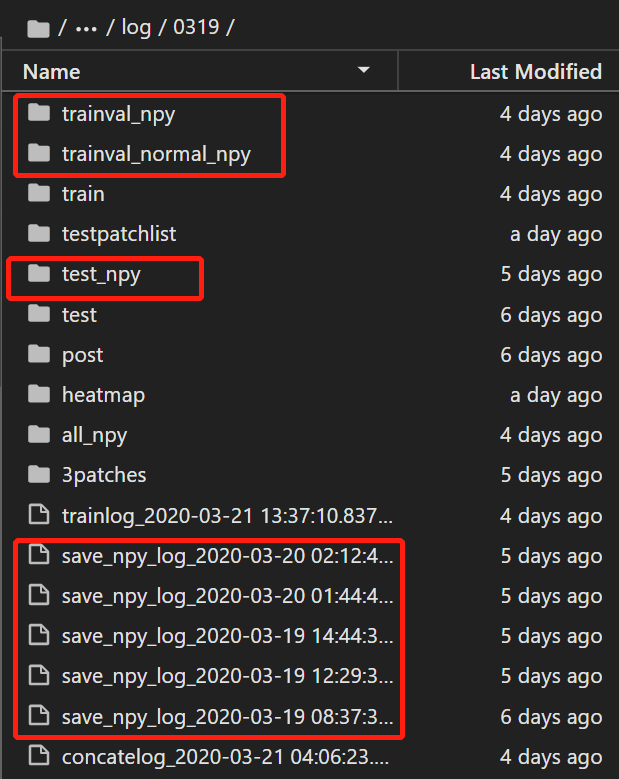 / ... / log / 0319 /
Name Last Modified
trainval_npy 4 days ago
trainval_normal_npy 4 days ago
train 4 days ago
testpatchlist a day ago
test_npy 5 days ago
test 6 days ago
post 6 days ago
heatmap a day ago
all_npy 4 days ago
3patches 5 days ago
trainlog_2020-03-21 13:37:10.837... 4 days ago
save_npy_log_2020-03-20 02:12:4... 5 days ago
save_npy_log_2020-03-20 01:44:4... 5 days ago
save_npy_log_2020-03-19 14:44:3... 5 days ago
save_npy_log_2020-03-19 12:29:3... 5 days ago
save_npy_log_2020-03-19 08:37:3... 6 days ago
concatelog_2020-03-21 04:06:23.... 4 days ago